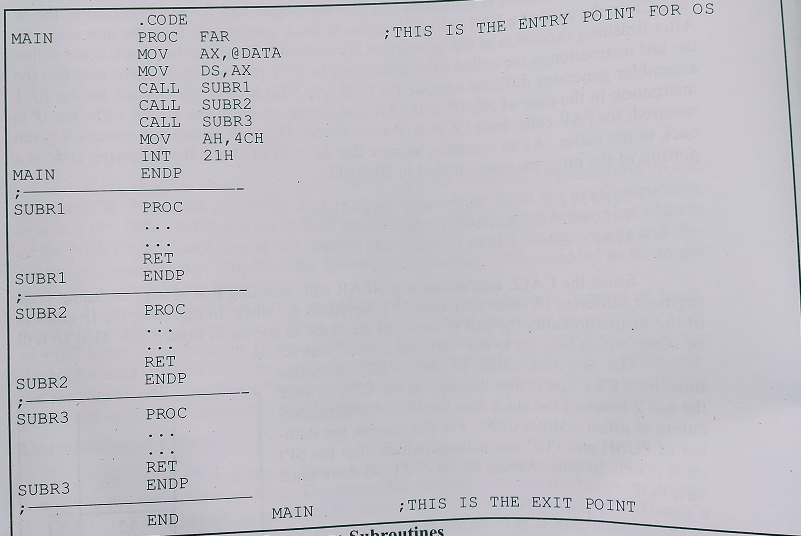 .CODE
MAIN PROC FAR ;THIS IS THE ENTRY POINT FOR OS
MOV AX,@DATA
MOV DS,AX
CALL SUBR1
CALL SUBR2
CALL SUBR3
MOV AH,4CH
INT 21H
MAIN ENDP
;
SUBR1 PROC
...
...
RET
SUBR1 ENDP
;
SUBR2 PROC
...
...
RET
SUBR2 ENDP
;
SUBR3 PROC
...
...
RET
SUBR3 ENDP
;
END MAIN ;THIS IS THE EXIT POINT
Subroutines